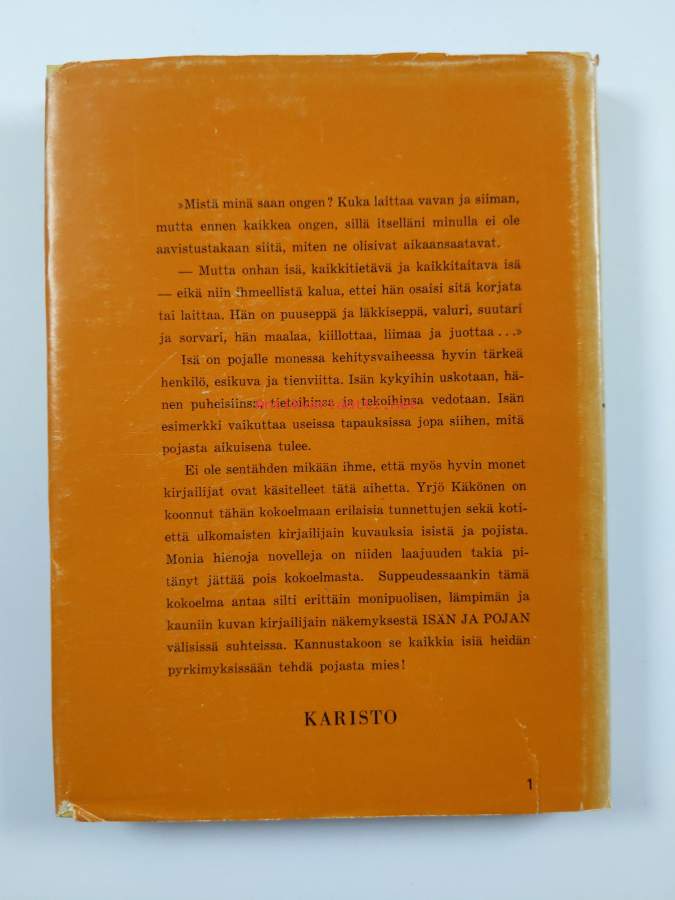 »Mistä minä saan ongen? Kuka laittaa vavan ja siiman,
mutta ennen kaikkea ongen, sillä itselläni minulla ei ole
aavistustakaan siitä, miten ne olisivat aikaansaatavat.
— Mutta onhan isä, kaikkitietävä ja kaikkitaitava isä
— eikä niin ihmeellistä kalua, ettei hän osaisi sitä korjata
tai laittaa. Hän on puuseppä ja läkkiseppä, valuri, suutari
ja sorvari, hän maalaa, kiillottaa, liimaa ja juottaa...»
Isä on pojalle monessa kehitysvaiheessa hyvin tärkeä
henkilö, esikuva ja tienviitta. Isän kykyihin uskotaan, hä-
nen puheisiinsa, tietoihinsa ja tekoihinsa vedotaan. Isän
esimerkki vaikuttaa useissa tapauksissa jopa siihen, mitä
pojasta aikuisena tulee.
Ei ole sentähden mikään ihme, että myös hyvin monet
kirjailijat ovat käsitelleet tätä aihetta. Yrjö Käkönen on
koonnut tähän kokoelmaan erilaisia tunnettujen sekä koti-
että ulkomaisten kirjailijain kuvauksia isistä ja pojista.
Monia hienoja novelleja on niiden laajuuden takia pi-
tänyt jättää pois kokoelmasta. Suppeudessaankin tämä
kokoelma antaa silti erittäin monipuolisen, lämpimän ja
kauniin kuvan kirjailijain näkemyksestä ISÄN JA POJAN
välisissä suhteissa. Kannustakoon se kaikkia isiä heidän
pyrkimyksissään tehdä pojasta mies!
KARISTO
1